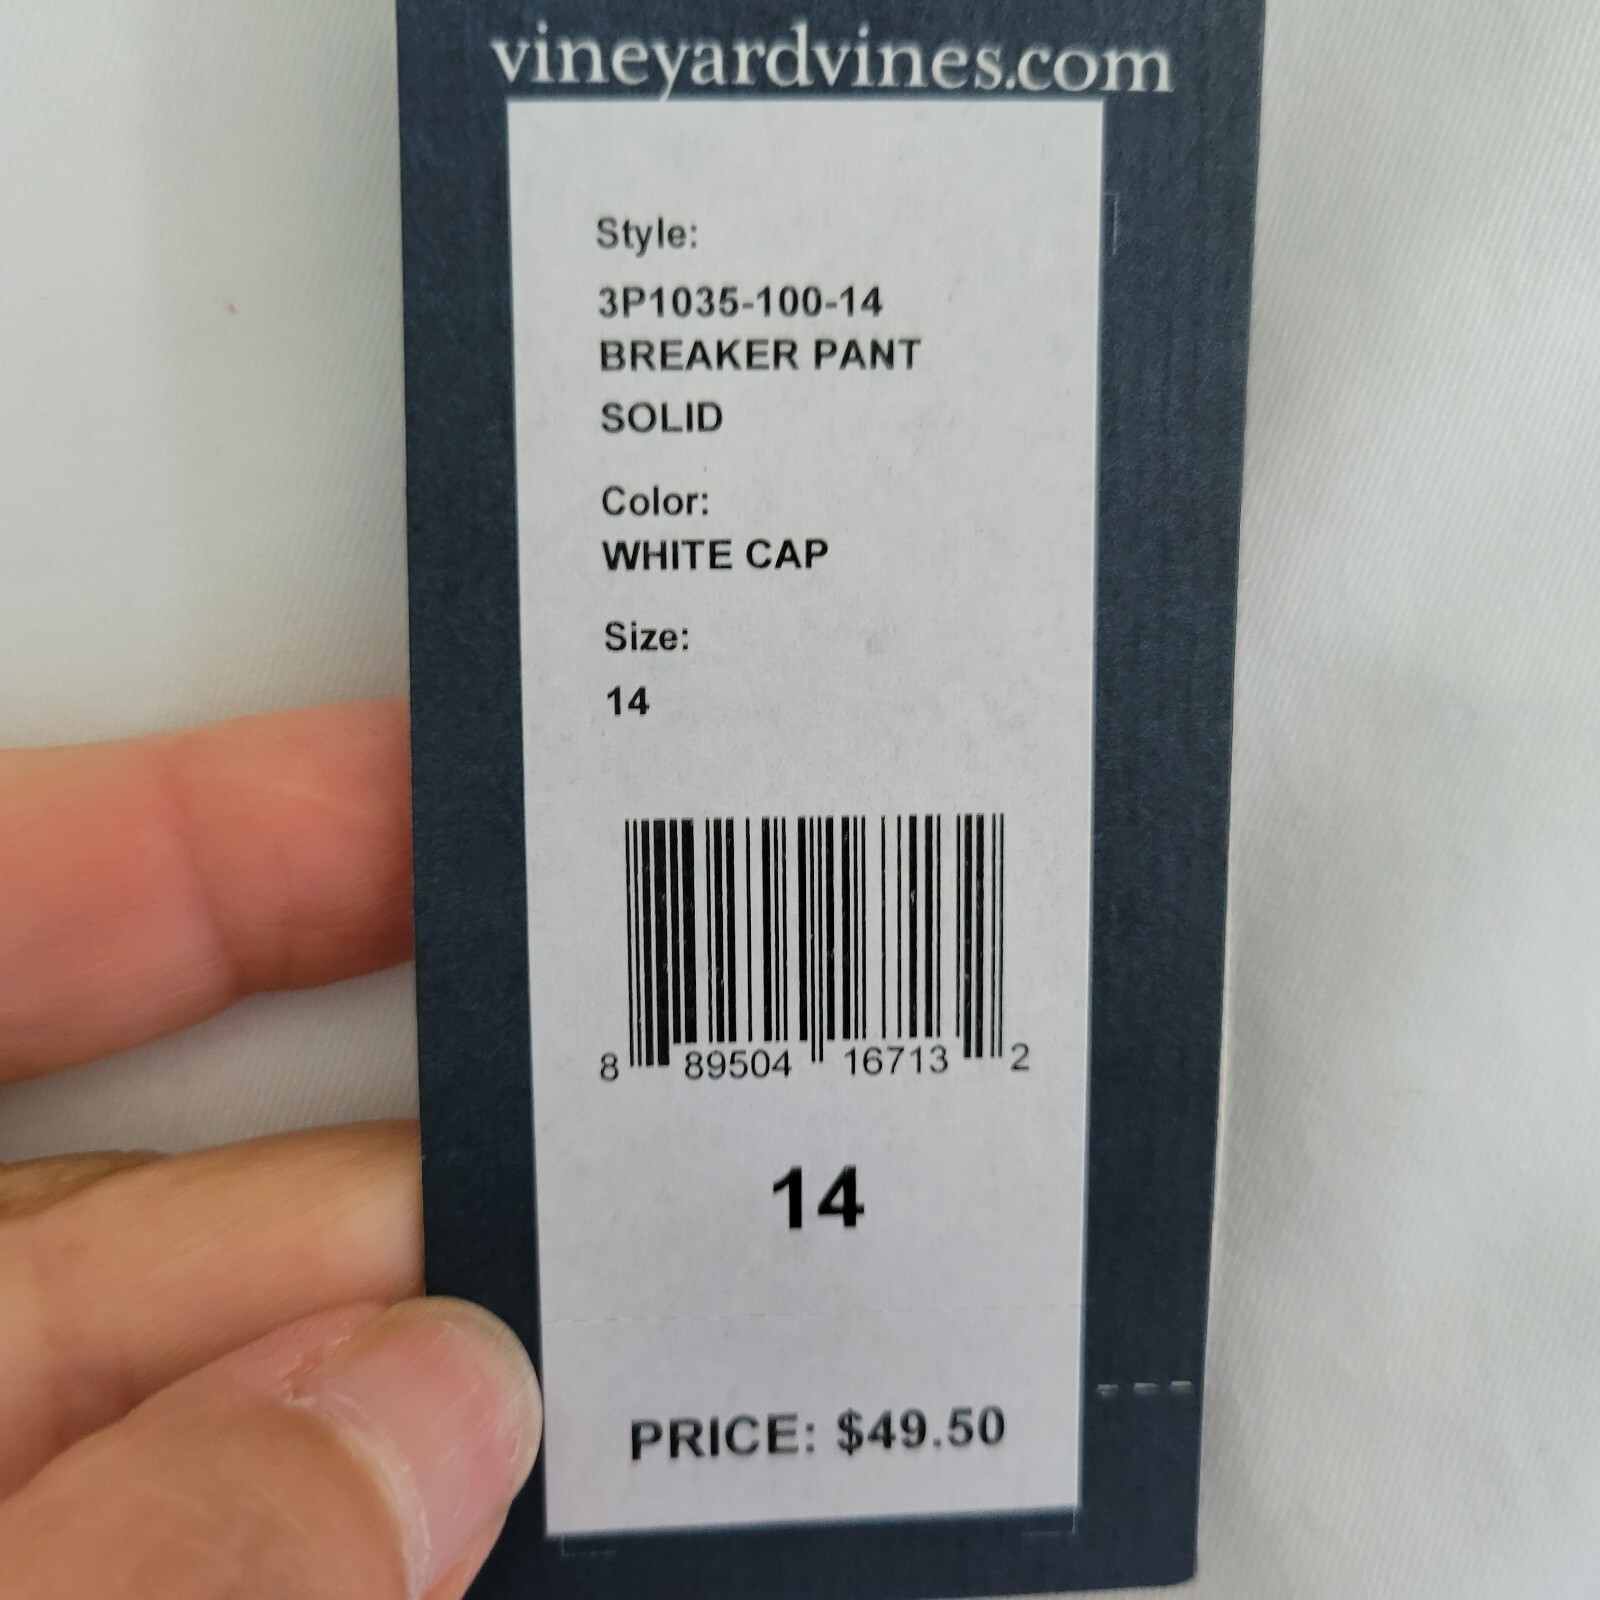 vineyardvines.com
Style:
3P1035-100-14
BREAKER PANT
SOLID
Color:
WHITE CAP
Size:
14
8 89504 16713 2
14
PRICE: $49.50